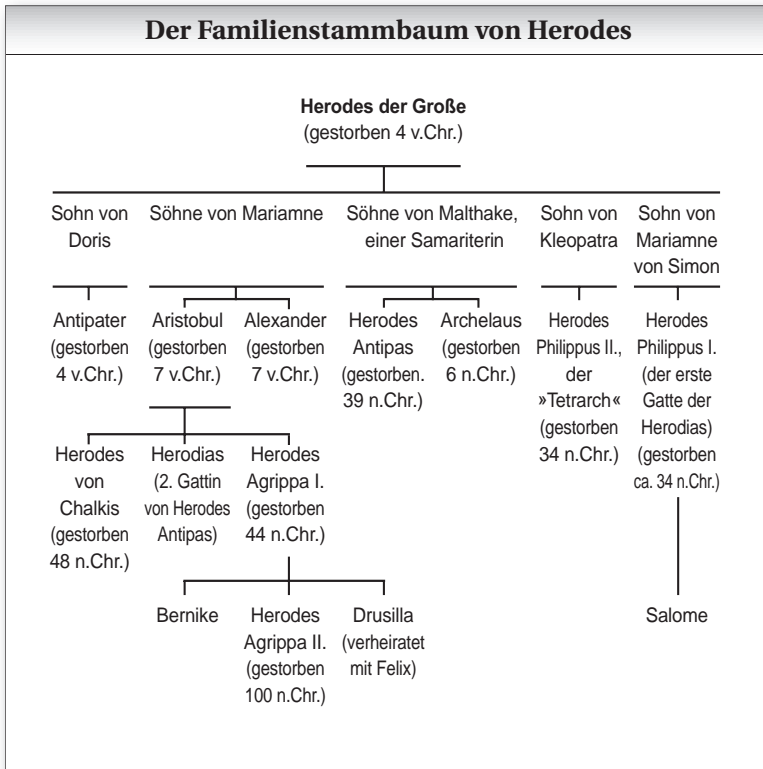 Der Familienstammbaum von Herodes
Herodes der Große
(gestorben 4 v.Chr.)
Sohn von
Doris
Söhne von Mariamne
Söhne von Malthake,
einer Samariterin
Sohn von
Kleopatra
Sohn von
Mariamne
von Simon
Antipater
(gestorben
4 v.Chr.)
Aristobul
(gestorben
7 v.Chr.)
Alexander
(gestorben
7 v.Chr.)
Herodes
Antipas
(gestorben.
39 n.Chr.)
Archelaus
(gestorben
6 n.Chr.)
Herodes
Philippus II.,
der
»Tetrarch«
(gestorben
34 n.Chr.)
Herodes
Philippus I.
(der erste
Gatte der
Herodias)
(gestorben
ca. 34 n.Chr.)
Herodes
von
Chalkis
(gestorben
48 n.Chr.)
Herodias
(2. Gattin
von Herodes
Antipas)
Herodes
Agrippa I.
(gestorben
44 n.Chr.)
Bernike
Herodes
Agrippa II.
(gestorben
100 n.Chr.)
Drusilla
(verheiratet
mit Felix)
Salome